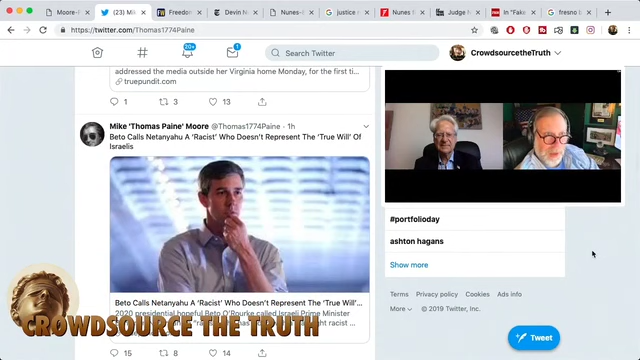 Moore-P
(23) Mik
Freedom
Devin N
Nunes-A
justice r
Nunes f
Judge N
In "Fake
fresno b
https://twitter.com/Thomas1774Paine
20+
1
Search Twitter
CrowdsourcetheTruth
addressed the media outside her Virginia home Monday, for the first ti...
truepundit.com
1 3 13
Mike 'Thomas Paine' Moore @Thomas1774Paine · 1h
Beto Calls Netanyahu A 'Racist' Who Doesn't Represent The 'True Will' Of
Israelis
Beto Calls Netanyahu A 'Racist' Who Doesn't Represent The 'True Will'...
2020 presidential hopeful Beto O'Rourke called Israeli Prime Minister
right racist ...
15 8 14
#portfolioday
ashton hagans
Show more
Terms Privacy policy Cookies Ads info
More © 2019 Twitter, Inc.
Tweet
CROWDSOURCE THE TRUTH